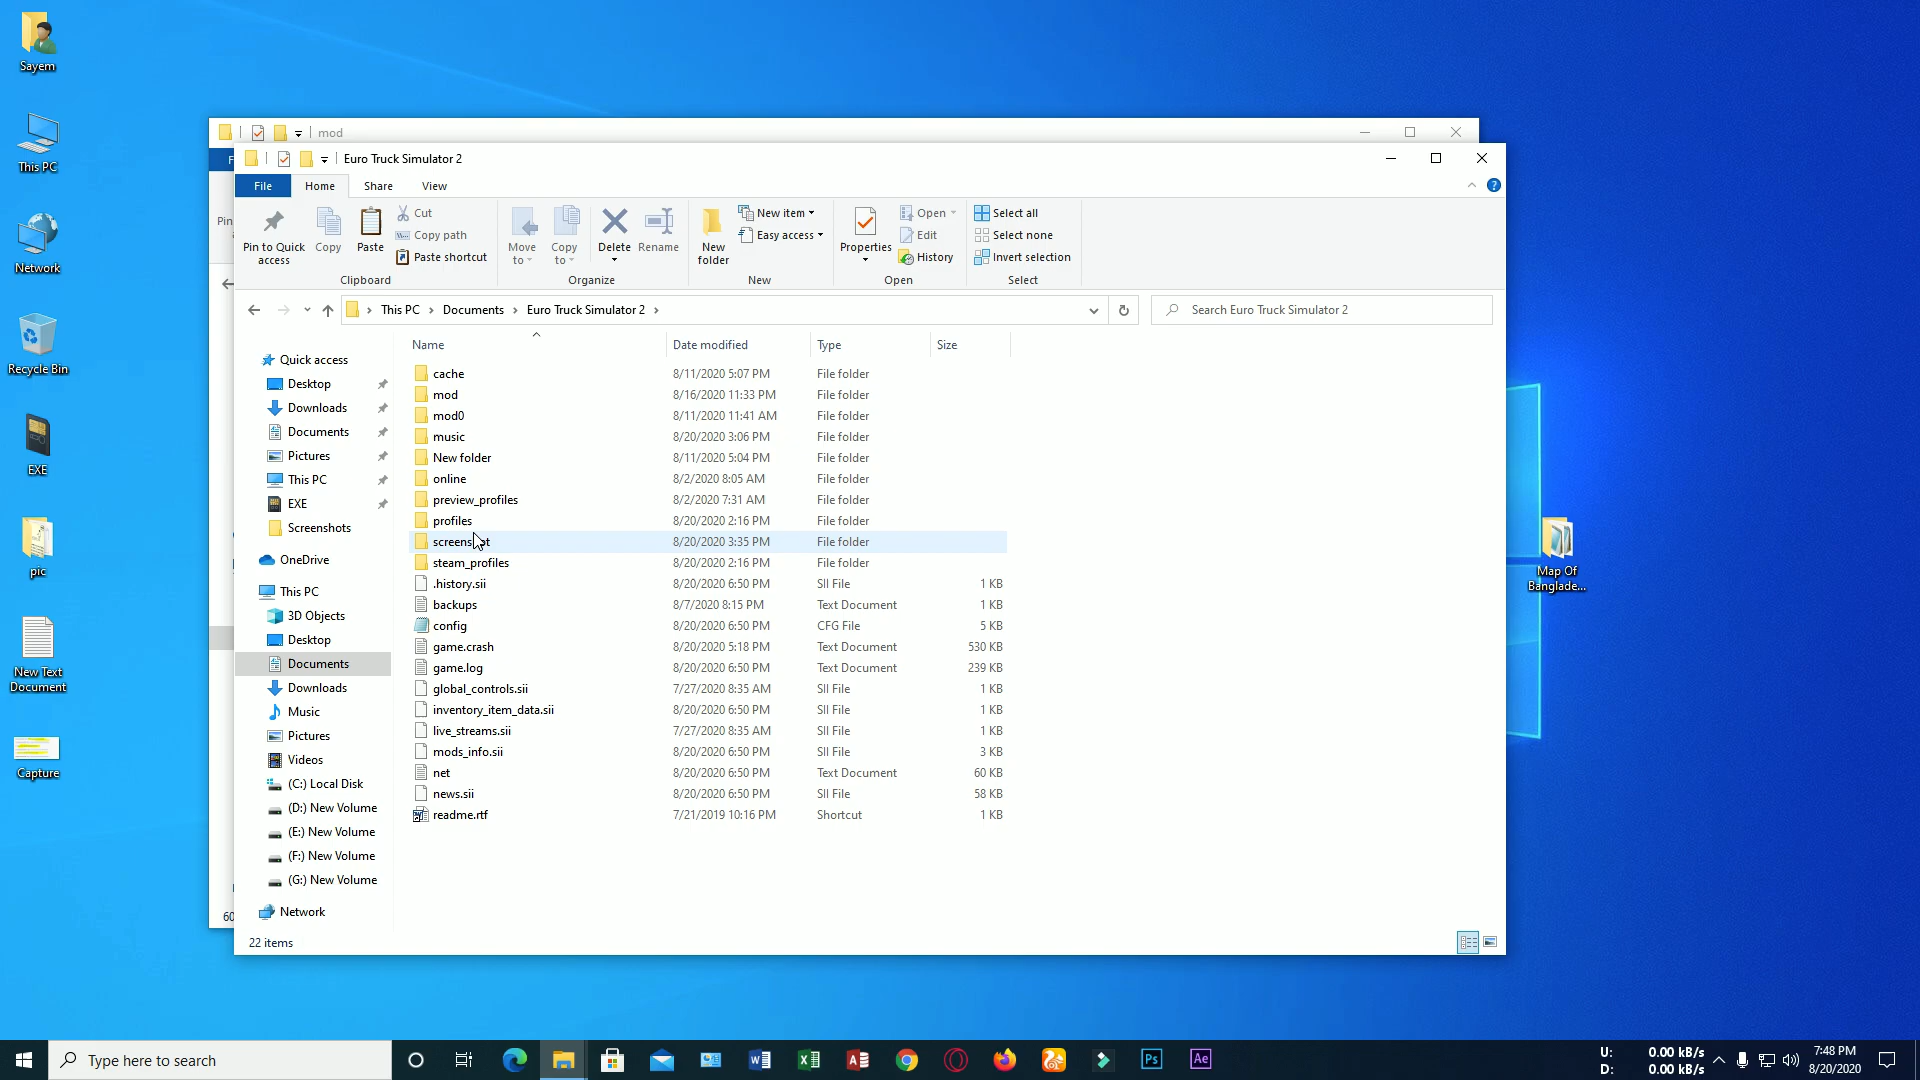 Sayem
This PC
Network
Recycle Bin
EXE
pic
New Text
Document
Capture
Map Of
Banglade...
mod
Euro Truck Simulator 2
File Home Share View
Pin to Quick
access
Copy
Paste
Cut
Copy path
Paste shortcut
Clipboard
Move
to
Copy
to
Delete
Rename
Organize
New
folder
New item
Easy access
New
Properties
Open
Edit
History
Open
Select all
Select none
Invert selection
Select
This PC > Documents > Euro Truck Simulator 2 >
Search Euro Truck Simulator 2
Quick access
Desktop
Downloads
Documents
Pictures
This PC
EXE
Screenshots
OneDrive
This PC
3D Objects
Desktop
Documents
Downloads
Music
Pictures
Videos
(C:) Local Disk
(D:) New Volume
(E:) New Volume
(F:) New Volume
(G:) New Volume
Network
Name Date modified Type Size
cache 8/11/2020 5:07 PM File folder
mod 8/16/2020 11:33 PM File folder
mod0 8/11/2020 11:41 AM File folder
music 8/20/2020 3:06 PM File folder
New folder 8/11/2020 5:04 PM File folder
online 8/2/2020 8:05 AM File folder
preview_profiles 8/2/2020 7:31 AM File folder
profiles 8/20/2020 2:16 PM File folder
8/20/2020 3:35 PM File folder
steam_profiles 8/20/2020 2:16 PM File folder
.history.sii 8/20/2020 6:50 PM SII File 1 KB
backups 8/7/2020 8:15 PM Text Document 1 KB
config 8/20/2020 6:50 PM CFG File 5 KB
game.crash 8/20/2020 5:18 PM Text Document 530 KB
game.log 8/20/2020 6:50 PM Text Document 239 KB
global_controls.sii 7/27/2020 8:35 AM SII File 1 KB
inventory_item_data.sii 8/20/2020 6:50 PM SII File 1 KB
live_streams.sii 7/27/2020 8:35 AM SII File 1 KB
mods_info.sii 8/20/2020 6:50 PM SII File 3 KB
net 8/20/2020 6:50 PM Text Document 60 KB
news.sii 8/20/2020 6:50 PM SII File 58 KB
readme.rtf 7/21/2019 10:16 PM Shortcut 1 KB
22 items
Type here to search
U: 0.00 kB/s
D: 0.00 kB/s
7:48 PM
8/20/2020